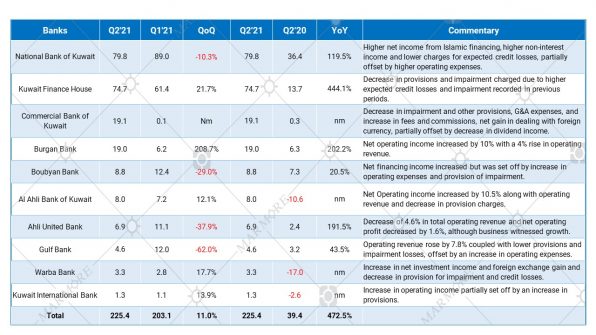 Banks Q2'21 Q1'21 QoQ Q2'21 Q2'20 YoY Commentary
National Bank of Kuwait 79.8 89.0 -10.3% 79.8 36.4 119.5% Higher net income from Islamic financing, higher non-interest
income and lower charges for expected credit losses, partially
offset by higher operating expenses.
Kuwait Finance House 74.7 61.4 21.7% 74.7 13.7 444.1% Decrease in provisions and impairment charged due to higher
expected credit losses and impairment recorded in previous
periods.
Commercial Bank of
Kuwait 19.1 0.1 Nm 19.1 0.3 nm Decrease in impairment and other provisions, G&A expenses, and
increase in fees and commissions, net gain in dealing with foreign
currency, partially offset by decrease in dividend income.
Burgan Bank 19.0 6.2 208.7% 19.0 6.3 202.2% Net operating income increased by 10% with a 4% rise in operating
revenue.
Boubyan Bank 8.8 12.4 -29.0% 8.8 7.3 20.5% Net financing income increased but was set off by increase in
operating expenses and provision of impairment.
Al Ahli Bank of Kuwait 8.0 7.2 12.1% 8.0 -10.6 nm Net Operating income increased by 10.5% along with operating
revenue and decrease in provision charges.
Ahli United Bank 6.9 11.1 -37.9% 6.9 2.4 191.5% Decrease of 4.6% in total operating revenue and net operating
profit decreased by 1.6%, although business witnessed growth.
Gulf Bank 4.6 12.0 -62.0% 4.6 3.2 43.5% Operating revenue rose by 7.8% coupled with lower provisions and
impairment losses, offset by an increase in operating expenses.
Warba Bank 3.3 2.8 17.7% 3.3 -17.0 nm Increase in net investment income and foreign exchange gain and
decrease in provision for impairment and credit losses.
Kuwait International Bank 1.3 1.1 13.9% 1.3 -2.6 nm Increase in operating income partially set off by an increase in
provisions.
Total 225.4 203.1 11.0% 225.4 39.4 472.5%
MARMORE